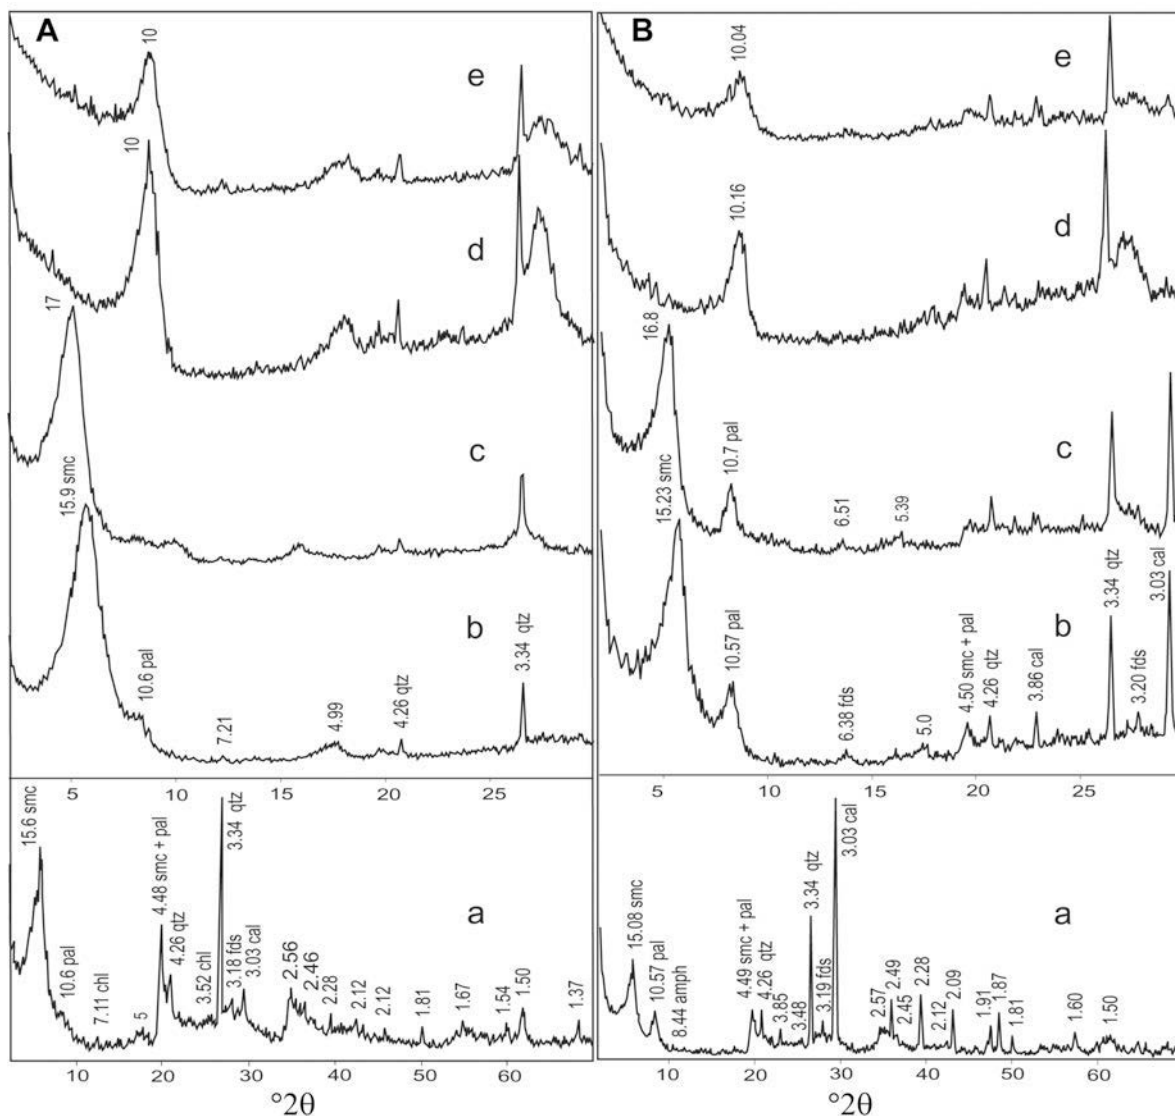 A
10
e
10
d
17
c
15.9 smc
b
10.6 pal
7.21
4.99
4.26 qtz
3.34 qtz
5
10
15
20
25
15.6 smc
10.6 pal
7.11 chl
5
4.48 smc + pal
4.26 qtz
3.52 chl
3.34 qtz
3.18 fds
3.03 cal
2.56
2.46
2.28
2.12
2.12
1.81
1.67
1.54
1.50
1.37
a
10
20
30
40
50
60
°2θ
B
10.04
e
10.16
d
16.8
10.7 pal
6.51
5.39
c
15.23 smc
10.57 pal
6.38 fds
5.0
4.50 smc + pal
4.26 qtz
3.86 cal
b
3.34 qtz
3.20 fds
3.03 cal
5
10
15
20
25
15.08 smc
10.57 pal
8.44 amph
4.49 smc + pal
4.26 qtz
3.85
3.48
3.34 qtz
3.19 fds
3.03 cal
2.57
2.49
2.45
2.28
2.12
2.09
1.91
1.87
1.81
1.60
1.50
a
10
20
30
40
50
60
°2θ